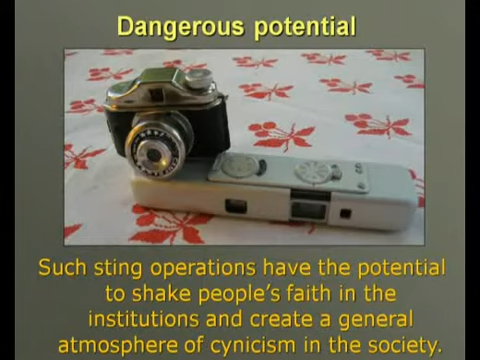 Dangerous potential
Such sting operations have the potential
to shake people's faith in the
institutions and create a general
atmosphere of cynicism in the society.